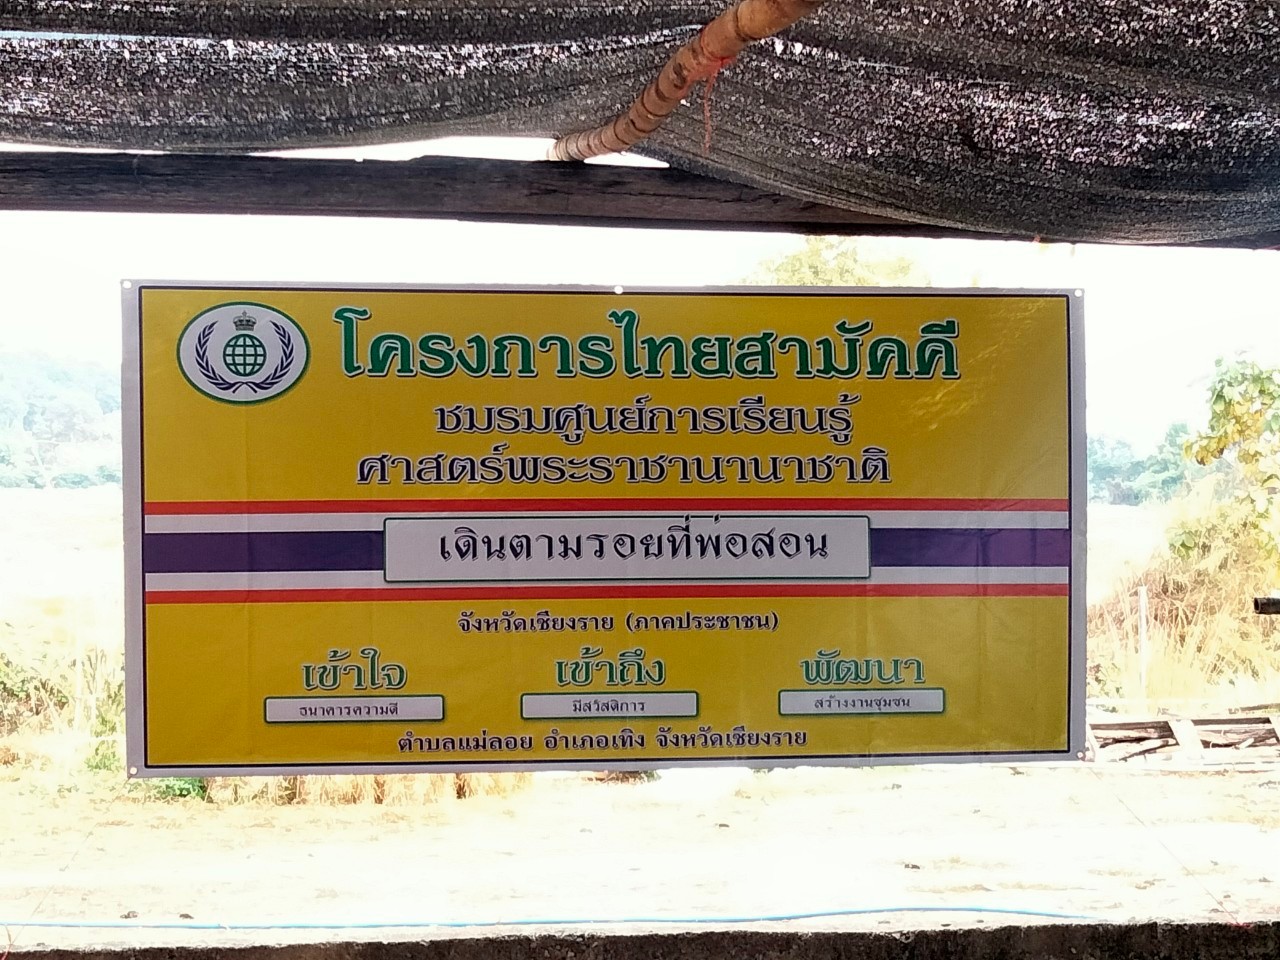 โครงการไทยสามัคคี
ชมรมศูนย์การเรียนรู้
ศาสตร์พระราชานานาชาติ
เดินตามรอยที่พ่อสอน
จังหวัดเชียงราย (ภาคประชาชน)
เข้าใจ เข้าถึง พัฒนา
ธนาคารความดี มีสวัสดิการ สร้างงานชุมชน
ตำบลแม่ลอย อำเภอเทิง จังหวัดเชียงราย